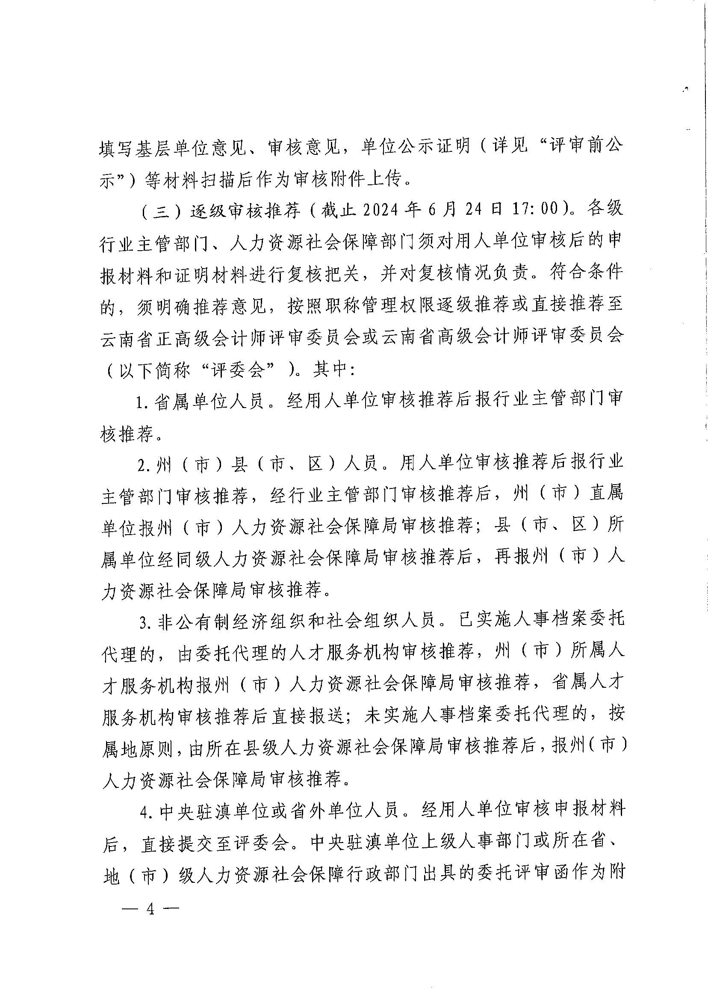 填写基层单位意见、审核意见，单位公示证明（详见“评审前公
示”）等材料扫描后作为审核附件上传。
（三）逐级审核推荐（截止 2024 年 6 月 24 日 17:00）。各级
行业主管部门、人力资源社会保障部门须对用人单位审核后的申
报材料和证明材料进行复核把关，并对复核情况负责。符合条件
的，须明确推荐意见，按照职称管理权限逐级推荐或直接推荐至
云南省正高级会计师评审委员会或云南省高级会计师评审委员会
（以下简称“评委会”）。其中：
1. 省属单位人员。经用人单位审核推荐后报行业主管部门审
核推荐。
2. 州（市）县（市、区）人员。用人单位审核推荐后报行业
主管部门审核推荐，经行业主管部门审核推荐后，州（市）直属
单位报州（市）人力资源社会保障局审核推荐；县（市、区）所
属单位经同级人力资源社会保障局审核推荐后，再报州（市）人
力资源社会保障局审核推荐。
3. 非公有制经济组织和社会组织人员。已实施人事档案委托
代理的，由委托代理的人才服务机构审核推荐，州（市）所属人
才服务机构报州（市）人力资源社会保障局审核推荐，省属人才
服务机构审核推荐后直接报送；未实施人事档案委托代理的，按
属地原则，由所在县级人力资源社会保障局审核推荐后，报州（市）
人力资源社会保障局审核推荐。
4. 中央驻滇单位或省外单位人员。经用人单位审核申报材料
后，直接提交至评委会。中央驻滇单位上级人事部门或所在省、
地（市）级人力资源社会保障行政部门出具的委托评审函作为附
— 4 —